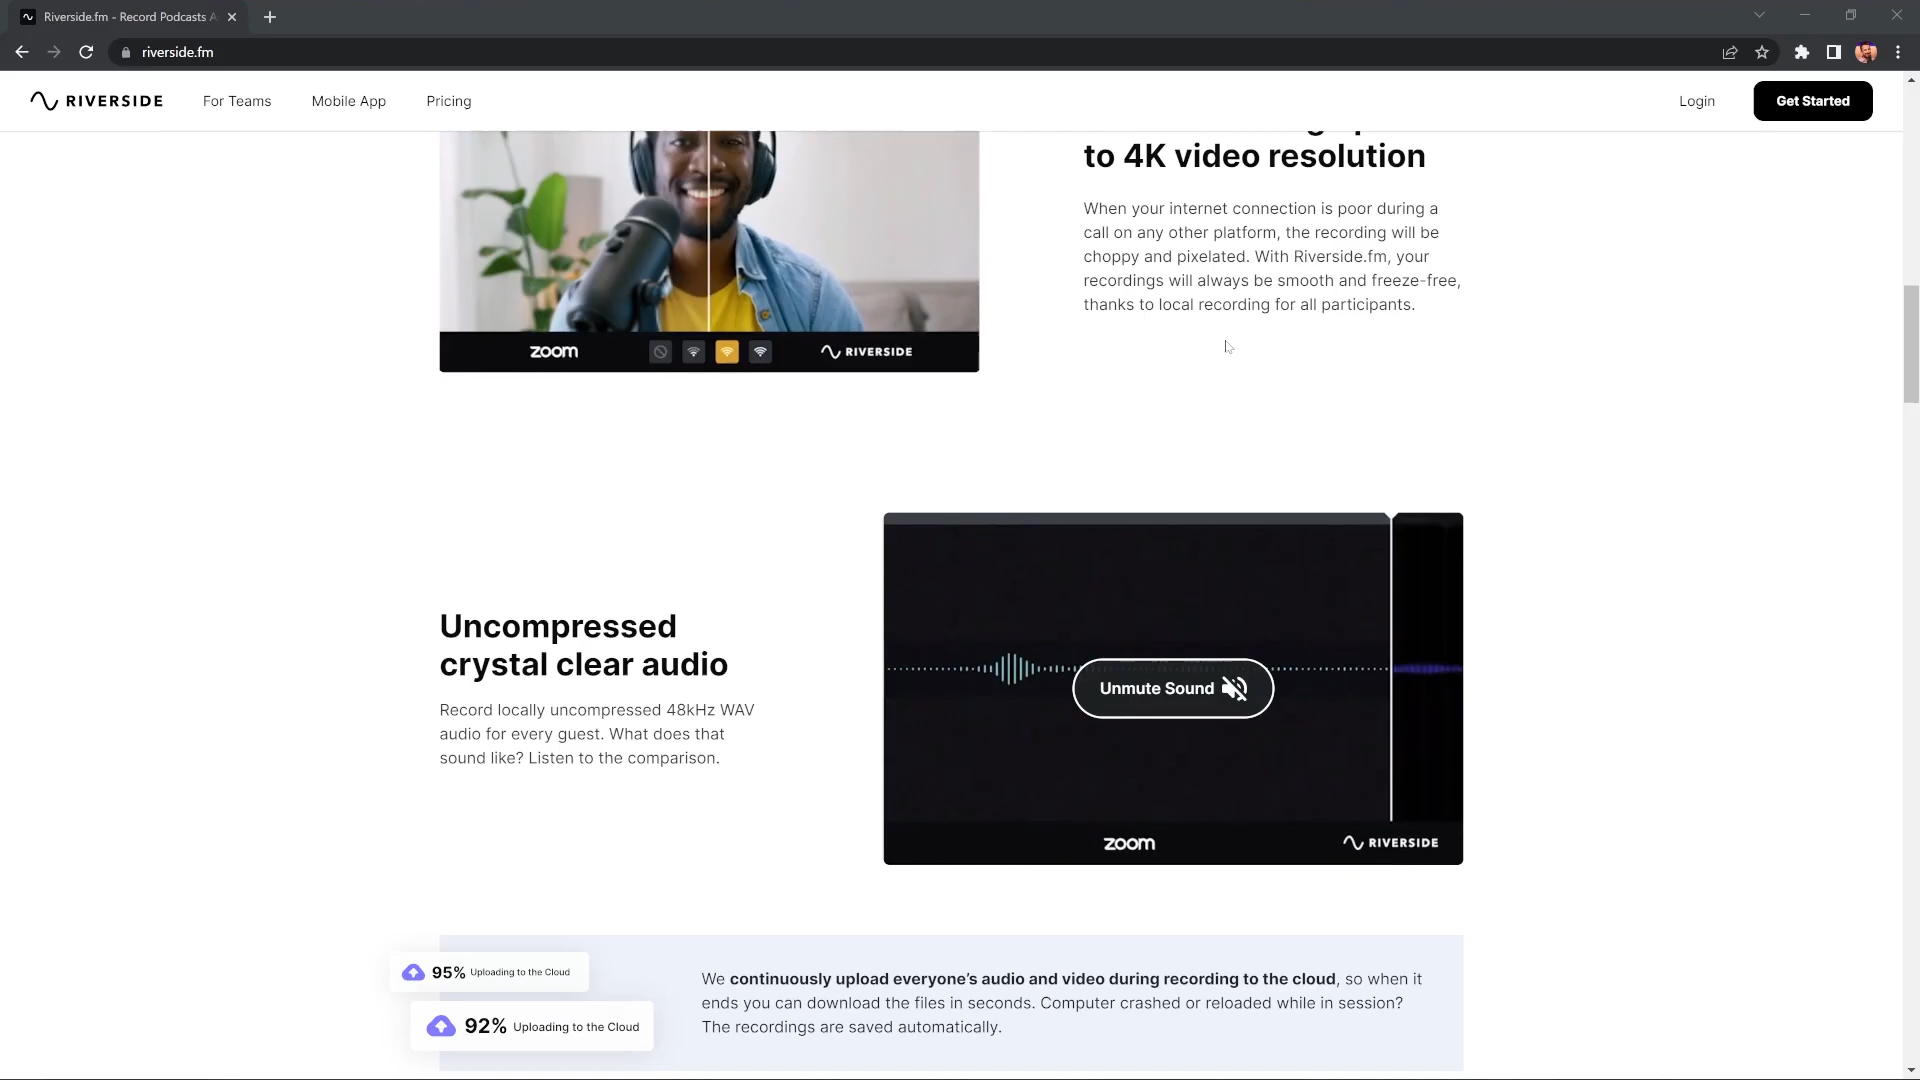 Riverside.fm - Record Podcasts A
riverside.fm
RIVERSIDE
For Teams
Mobile App
Pricing
Login
Get Started
to 4K video resolution
When your internet connection is poor during a
call on any other platform, the recording will be
choppy and pixelated. With Riverside.fm, your
recordings will always be smooth and freeze-free,
thanks to local recording for all participants.
zoom
RIVERSIDE
Uncompressed
crystal clear audio
Record locally uncompressed 48kHz WAV
audio for every guest. What does that
sound like? Listen to the comparison.
Unmute Sound
zoom
RIVERSIDE
95% Uploading to the Cloud
92% Uploading to the Cloud
We continuously upload everyone's audio and video during recording to the cloud, so when it
ends you can download the files in seconds. Computer crashed or reloaded while in session?
The recordings are saved automatically.